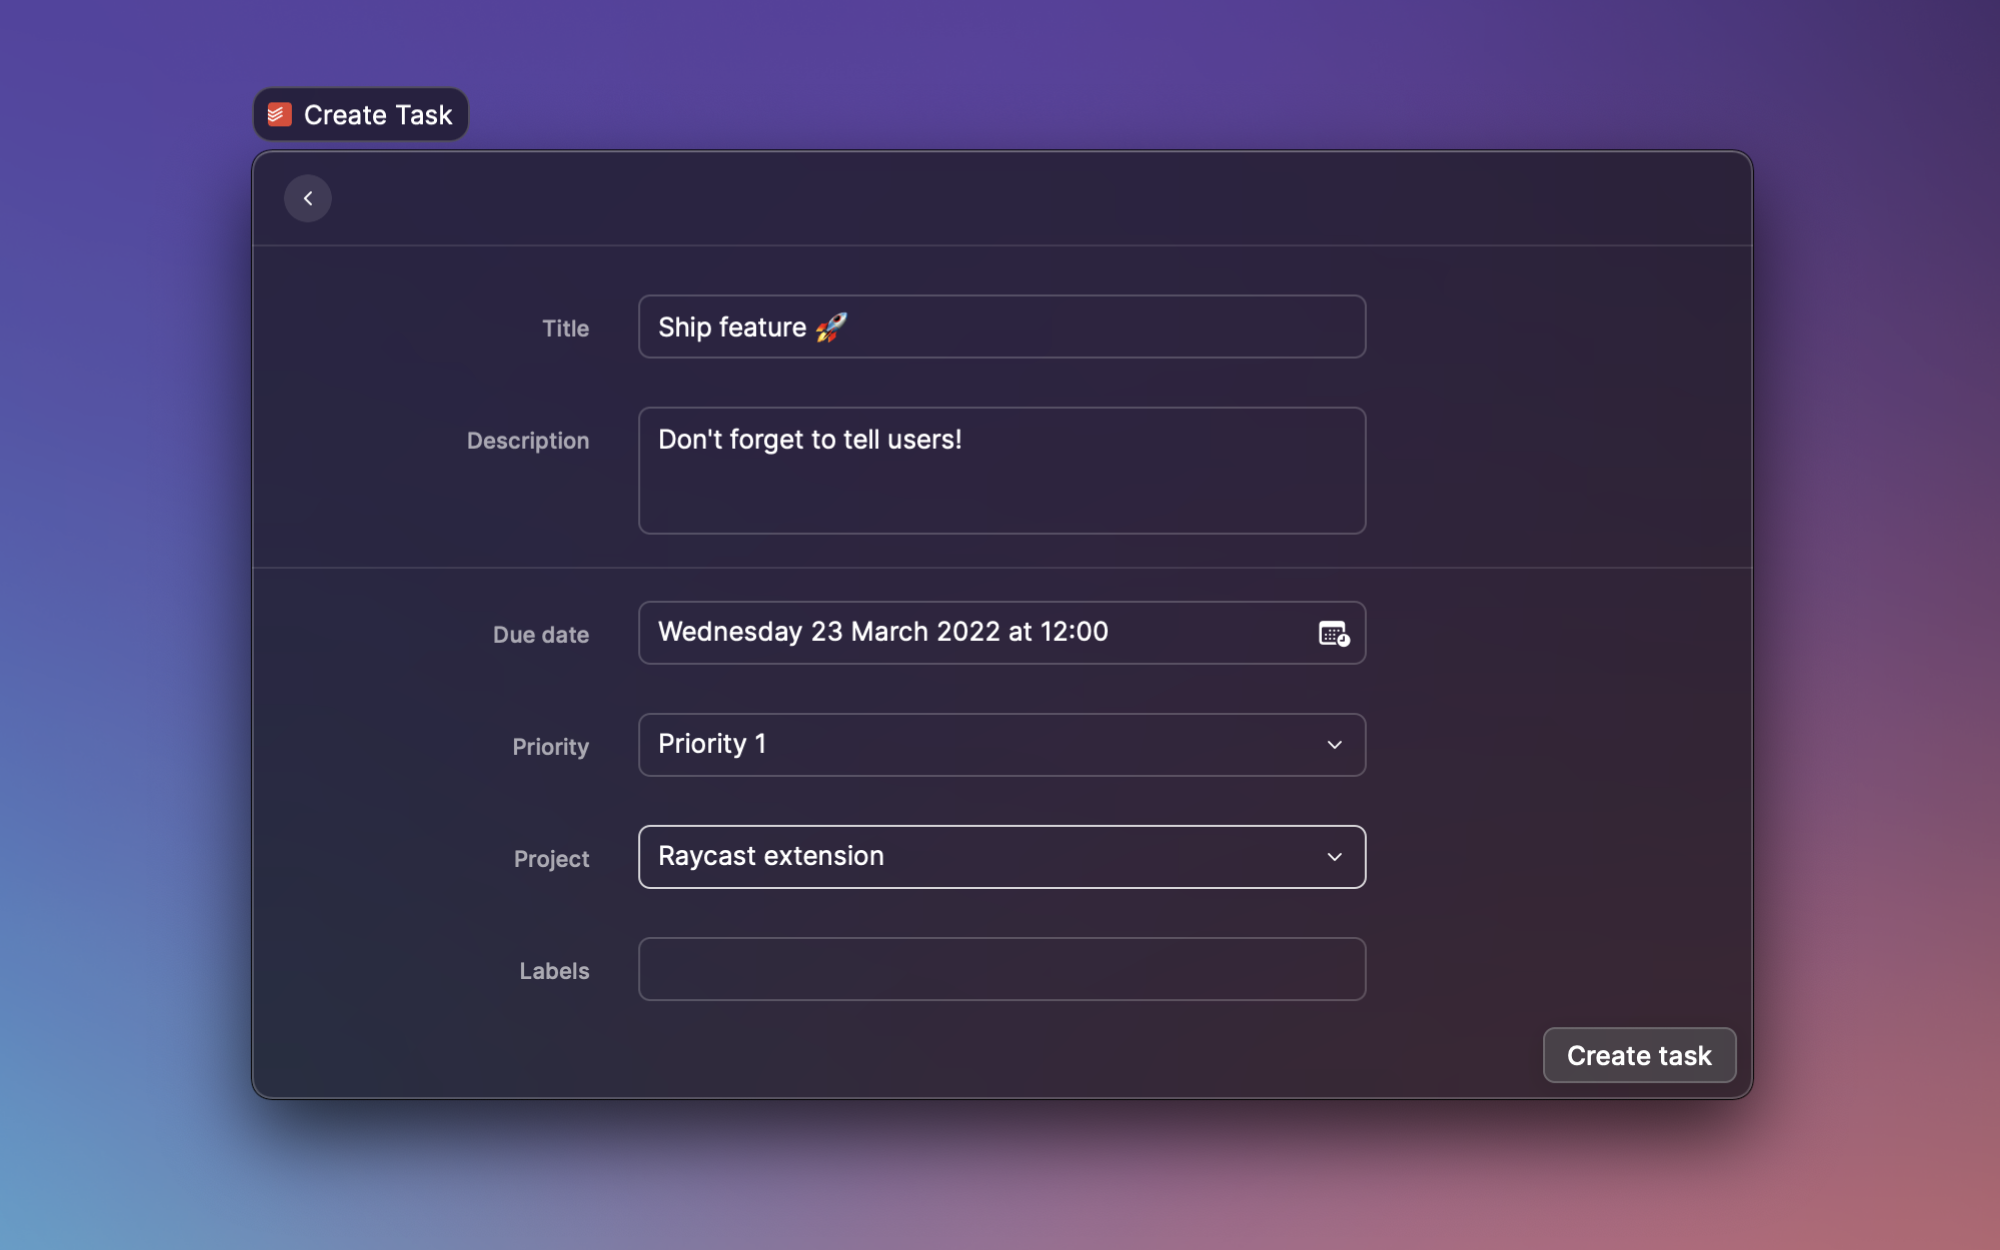 Create Task
Title
Ship feature 🚀
Description
Don't forget to tell users!
Due date
Wednesday 23 March 2022 at 12:00
Priority
Priority 1
Project
Raycast extension
Labels
Create task